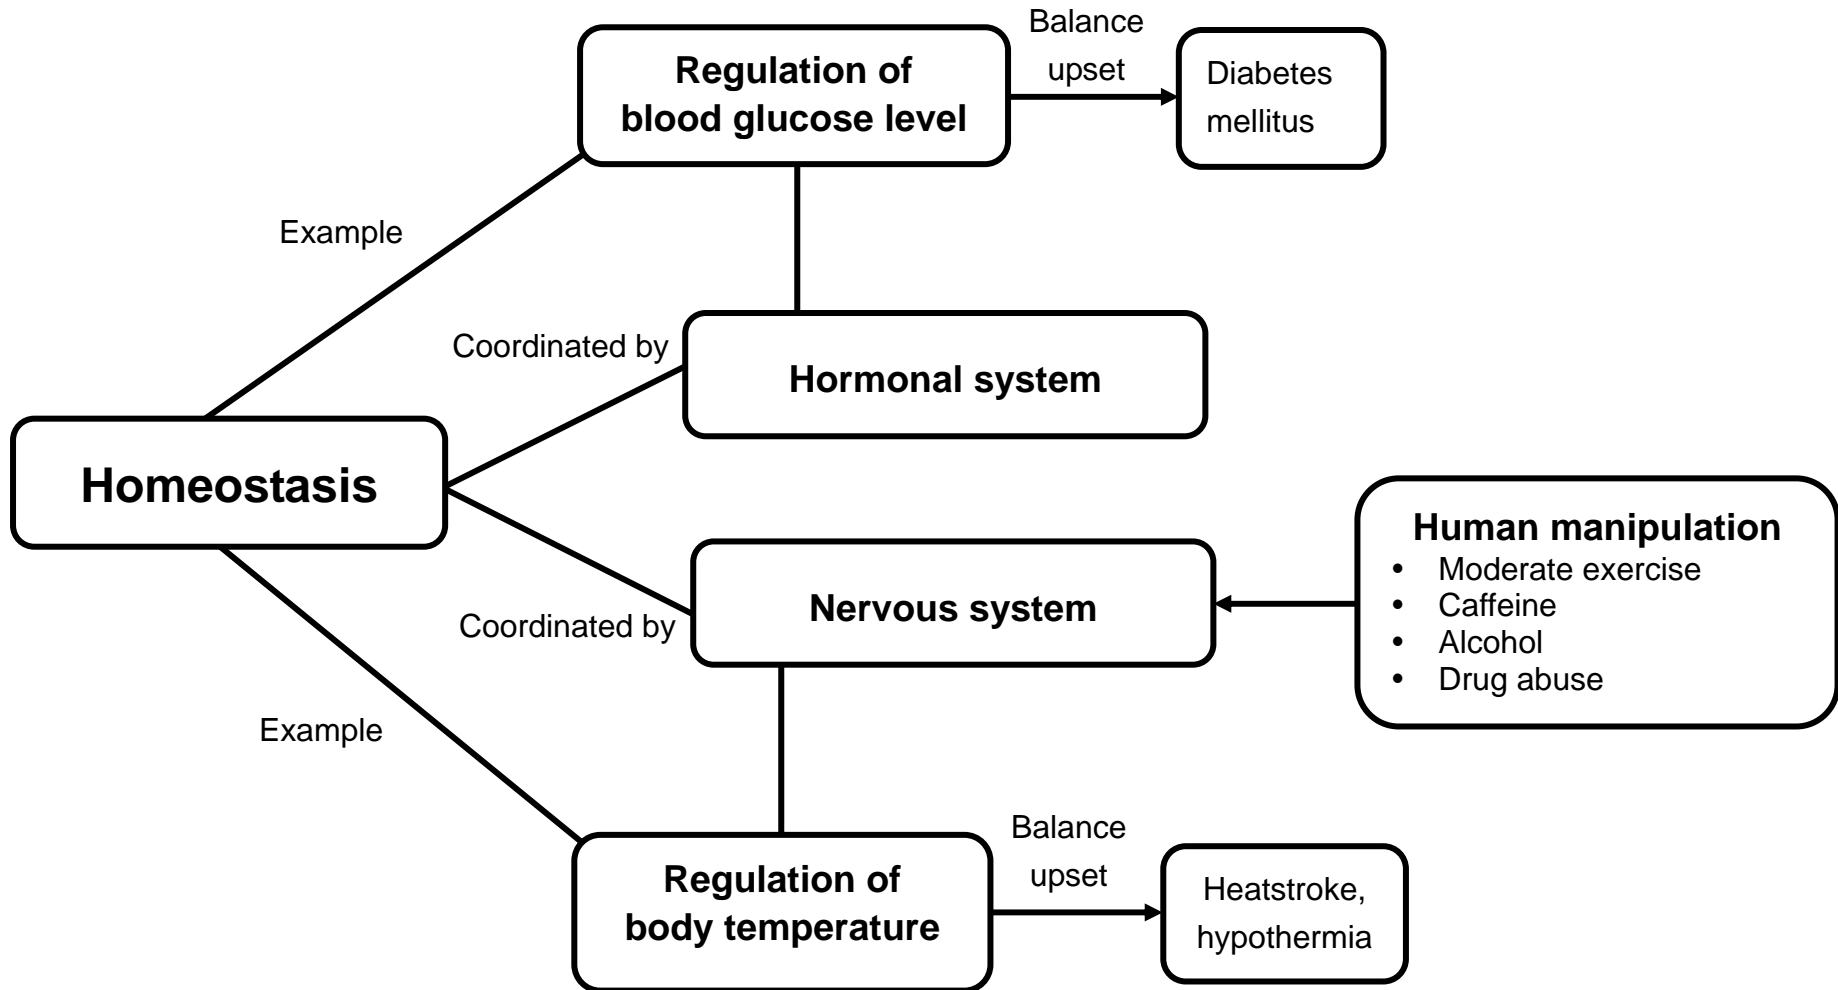 Regulation of
blood glucose level
Balance
upset
Diabetes
mellitus
Example
Coordinated by
Hormonal system
Homeostasis
Human manipulation
• Moderate exercise
• Caffeine
• Alcohol
• Drug abuse
Nervous system
Coordinated by
Example
Regulation of
body temperature
Balance
upset
Heatstroke,
hypothermia